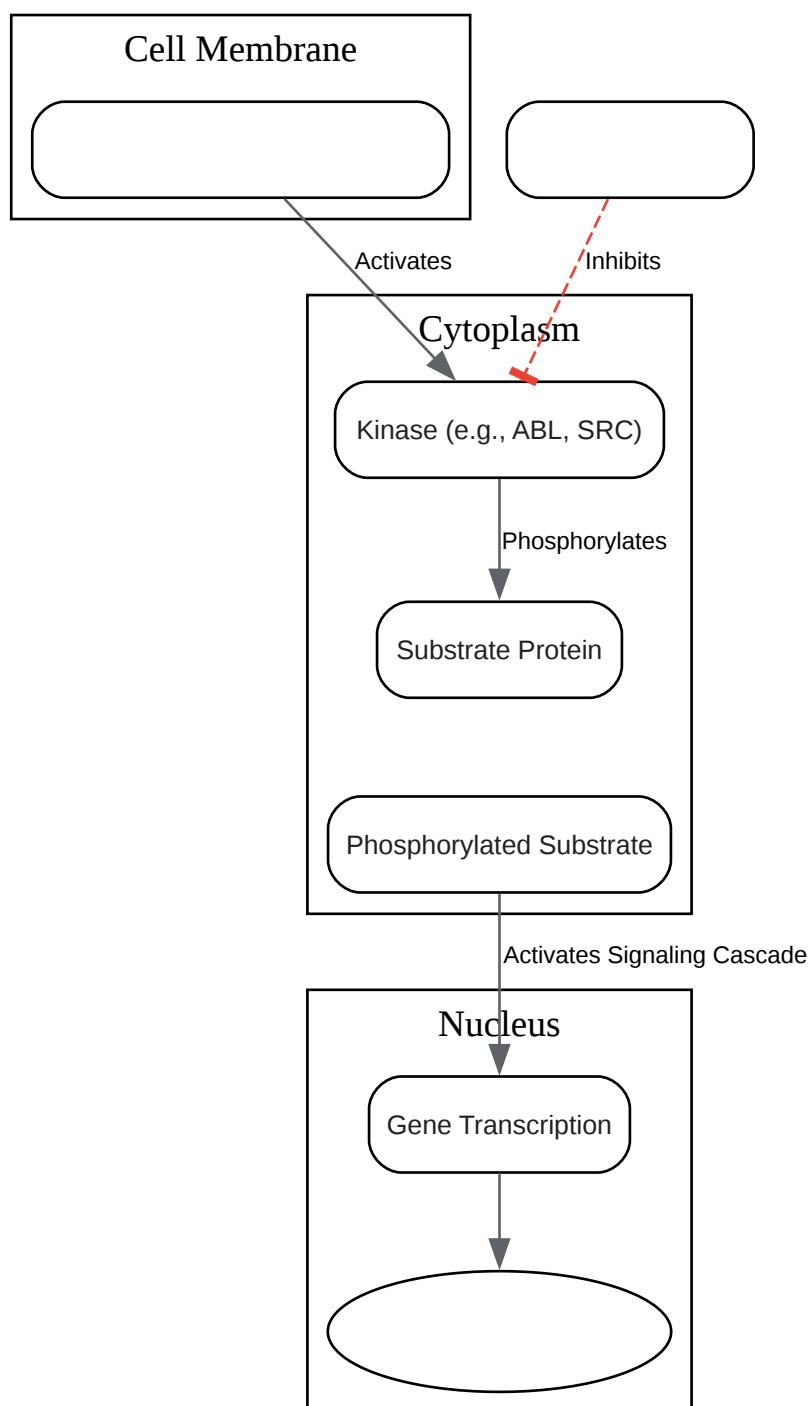 Cell Membrane
Activates
Inhibits
Cytoplasm
Kinase (e.g., ABL, SRC)
Phosphorylates
Substrate Protein
Phosphorylated Substrate
Activates Signaling Cascade
Nucleus
Gene Transcription